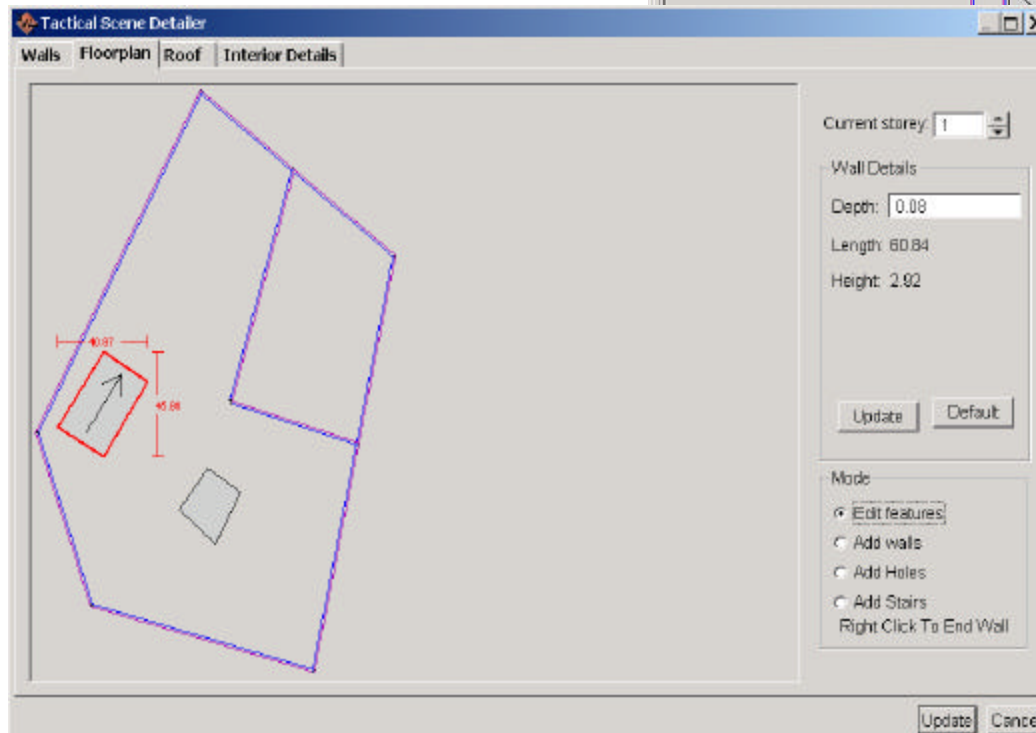 Tactical Scene Detailer
Walls Floorplan Roof Interior Details
Current storey: 1
Wall Details
Depth: 0.08
Length: 60.84
Height: 2.92
Update Default
Mode
Edit features
Add walls
Add Holes
Add Stairs
Right Click To End Wall
40.87
Update Cance